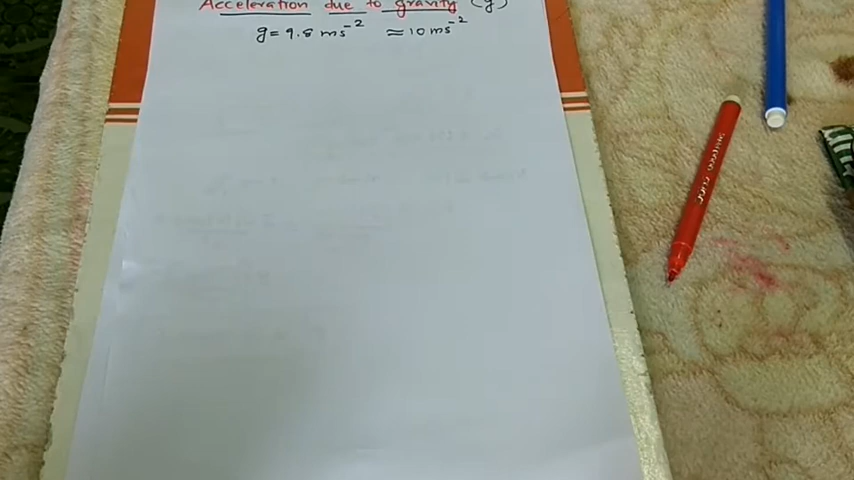 Acceleration due to gravity (g)
g = 9.8 ms⁻² ≈ 10 ms⁻²